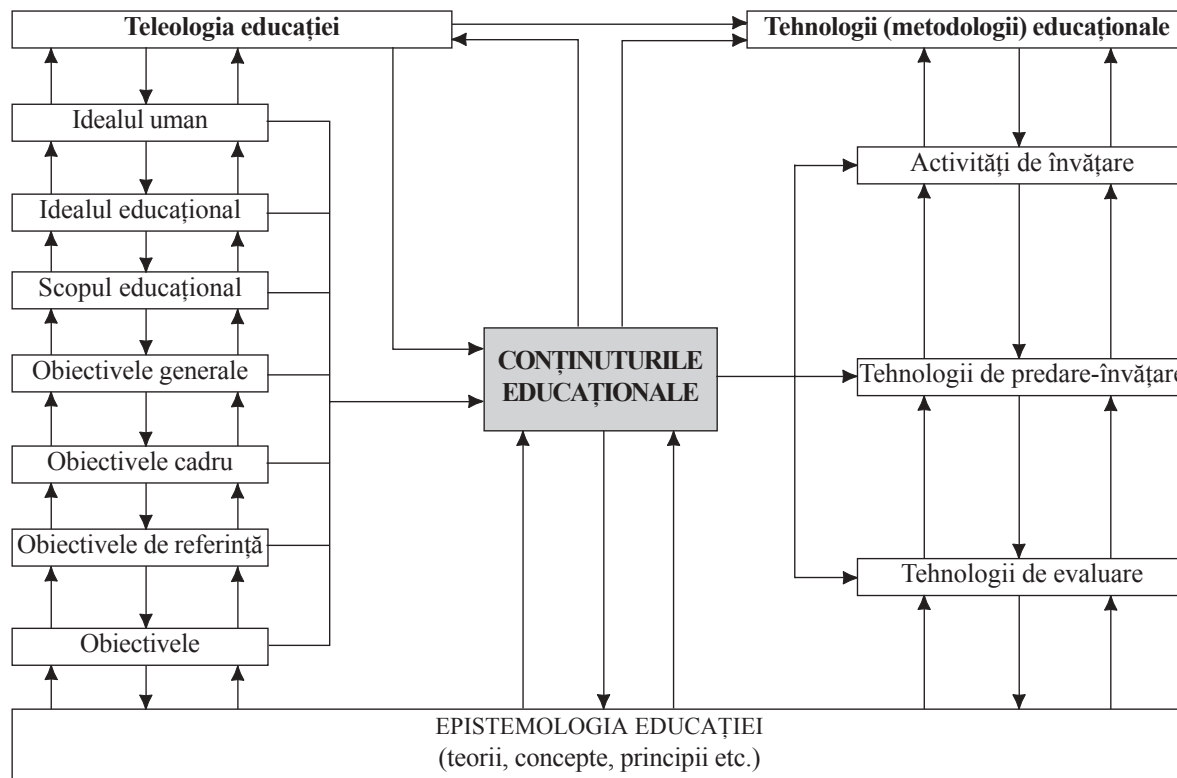 Teleologia educației
Tehnologii (metodologii) educaționale
Idealul uman
Idealul educațional
Scopul educațional
Obiectivele generale
Obiectivele cadru
Obiectivele de referință
Obiectivele
CONȚINUTURILE
EDUCAȚIONALE
Activități de învățare
Tehnologii de predare-învățare
Tehnologii de evaluare
EPISTEMOLOGIA EDUCAȚIEI
(teorii, concepte, principii etc.)